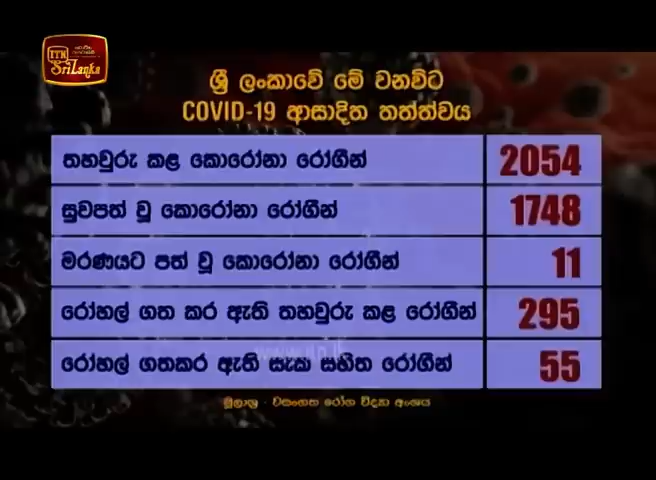 ITN
SriLanka
ශ්‍රී ලංකාවේ මේ වනවිට
COVID-19 ආසාදිත තත්ත්වය
තහවුරු කළ කොරෝනා රෝගීන් 2054
සුවපත් වූ කොරෝනා රෝගීන් 1748
මරණයට පත් වූ කොරෝනා රෝගීන් 11
රෝහල් ගත කර ඇති තහවුරු කළ රෝගීන් 295
රෝහල් ගතකර ඇති සැක සහිත රෝගීන් 55
මූලාශ්‍ර - වසංගත රෝග විද්‍යා අංශය